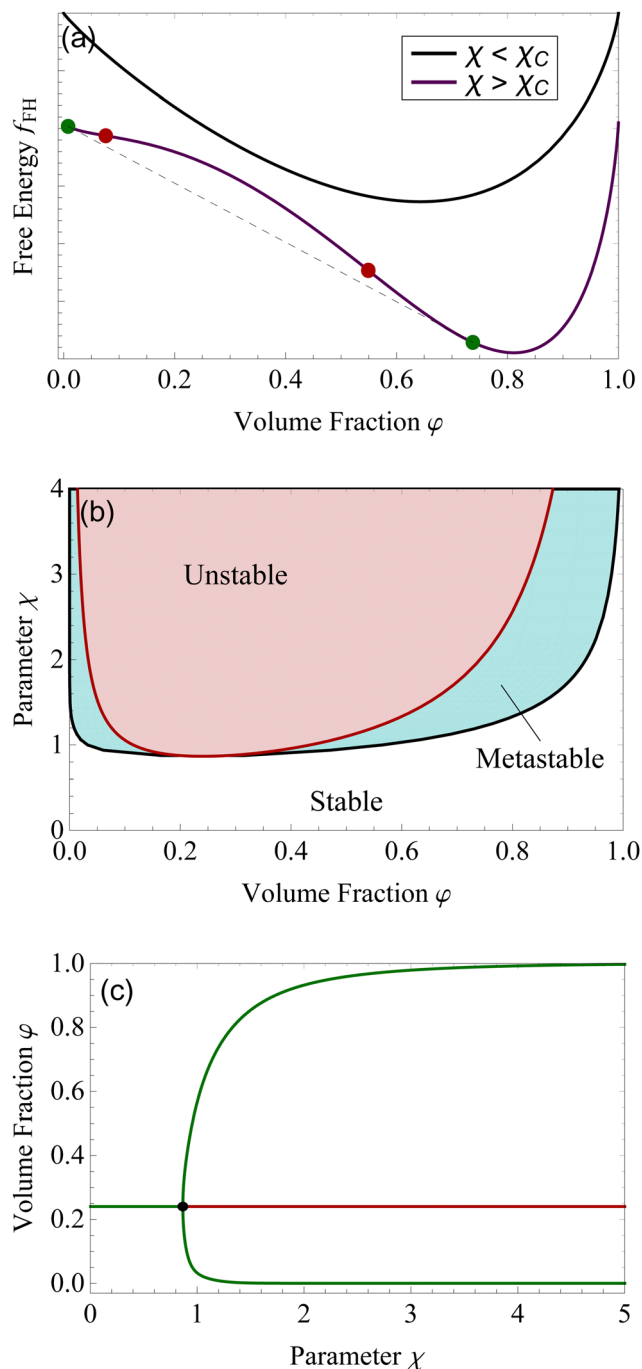 (a)
χ < χC
χ > χC
Free Energy fFH
0.0 0.2 0.4 0.6 0.8 1.0
Volume Fraction φ
(b)
4
3
2
1
0
Parameter χ
Unstable
Metastable
Stable
0.0 0.2 0.4 0.6 0.8 1.0
Volume Fraction φ
(c)
1.0
0.8
0.6
0.4
0.2
0.0
Volume Fraction φ
0 1 2 3 4 5
Parameter χ